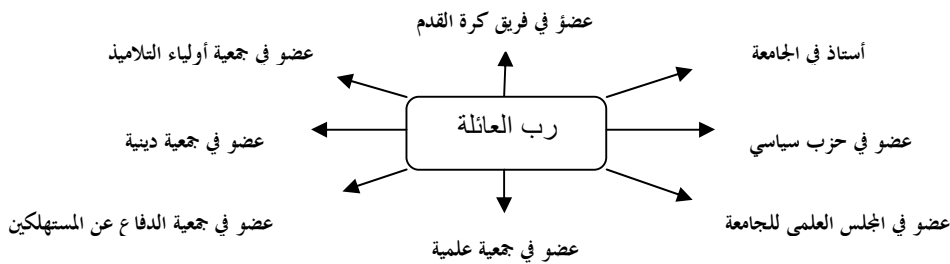 عضؤ في فريق كرة القدم
أستاذ في الجامعة
عضو في جمعية أولياء التلاميذ
رب العائلة
عضو في حزب سياسي
عضو في جمعية دينية
عضو في المجلس العلمي للجامعة
عضو في جمعية الدفاع عن المستهلكين
عضو في جمعية علمية